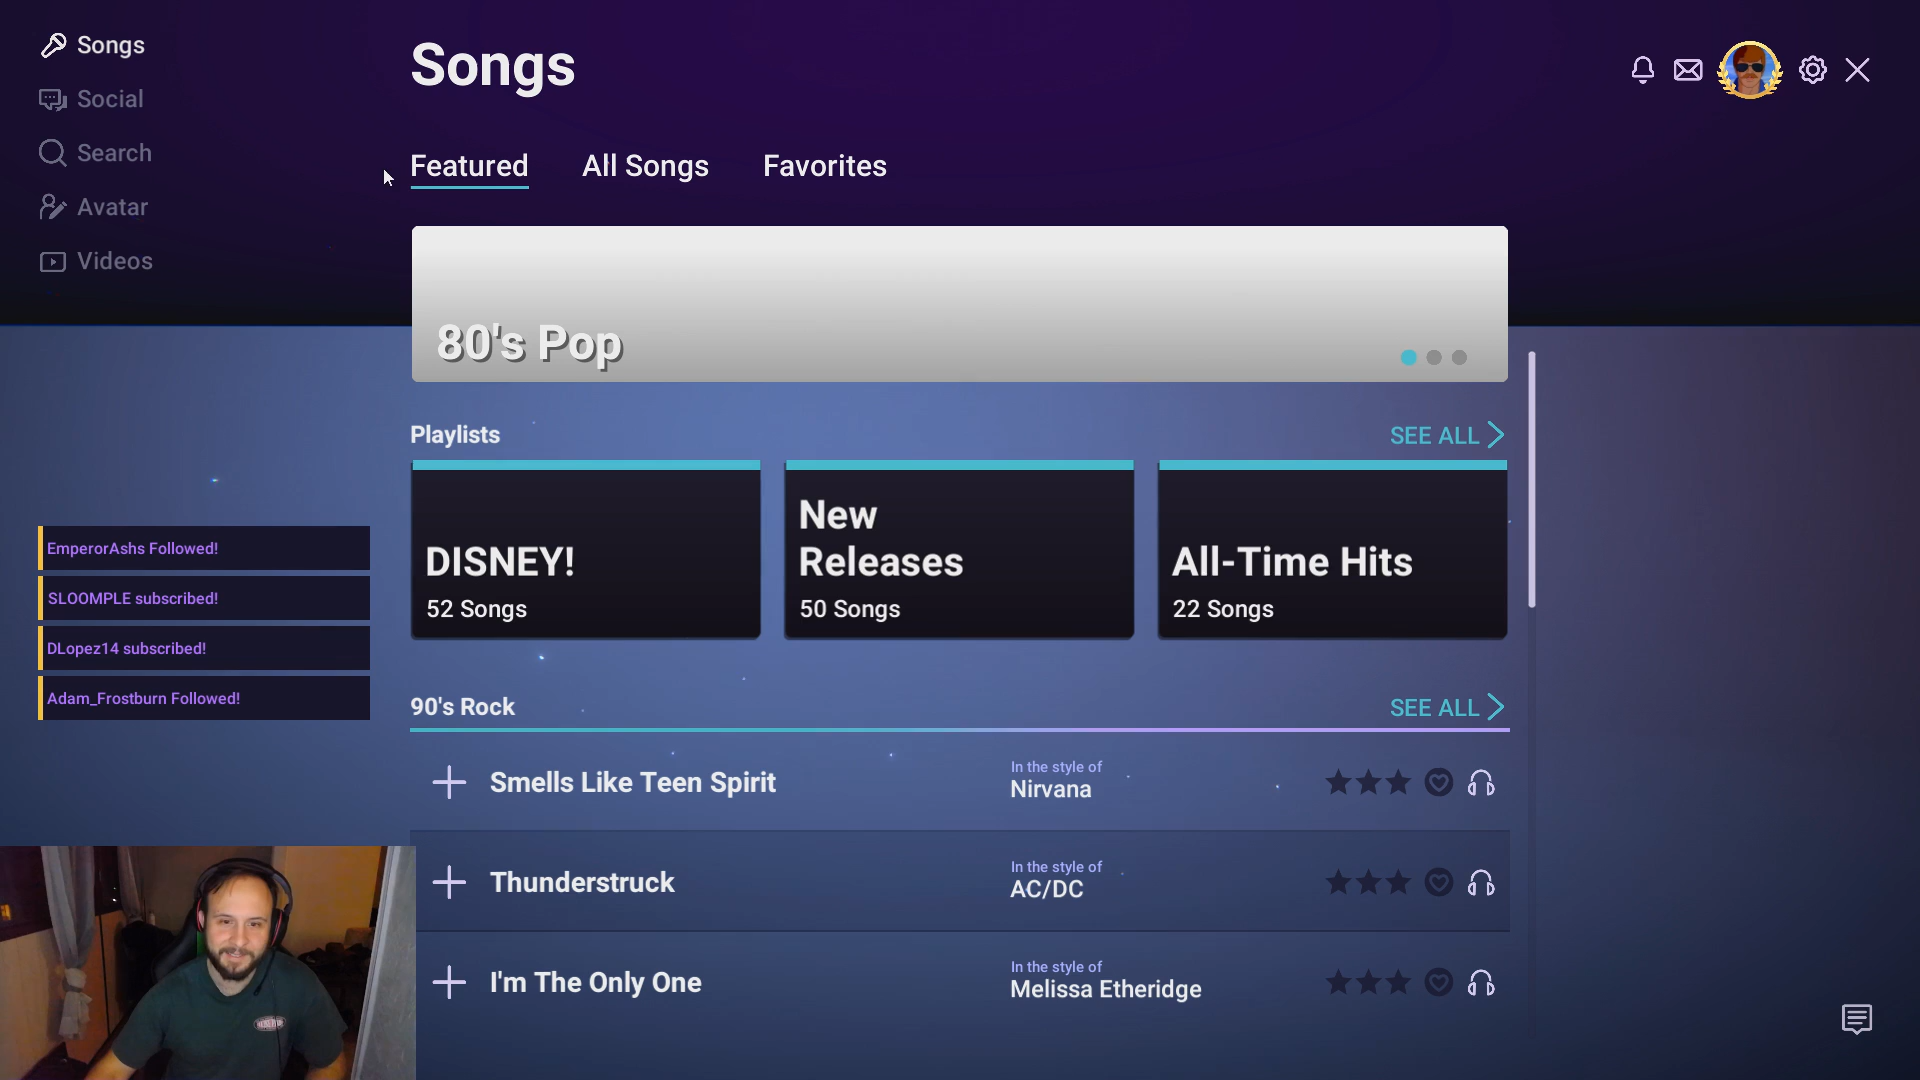 Songs
Social
Search
Avatar
Videos
Songs
Featured
All Songs
Favorites
80's Pop
Playlists
SEE ALL
DISNEY!
52 Songs
New
Releases
50 Songs
All-Time Hits
22 Songs
EmperorAshs Followed!
SLOOMPLE subscribed!
DLopez14 subscribed!
Adam_Frostburn Followed!
90's Rock
SEE ALL
Smells Like Teen Spirit
In the style of
Nirvana
Thunderstruck
In the style of
AC/DC
I'm The Only One
In the style of
Melissa Etheridge